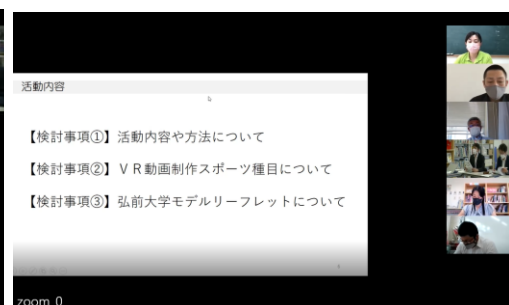 活動内容
【検討事項①】活動内容や方法について
【検討事項②】ＶＲ動画制作スポーツ種目について
【検討事項③】弘前大学モデルリーフレットについて
zoom_0